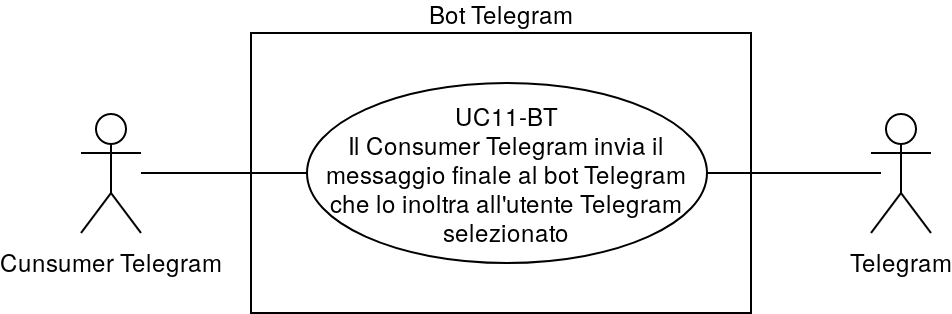 Bot Telegram
UC11-BT
Il Consumer Telegram invia il
messaggio finale al bot Telegram
che lo inoltra all'utente Telegram
selezionato
Cunsumer Telegram
Telegram